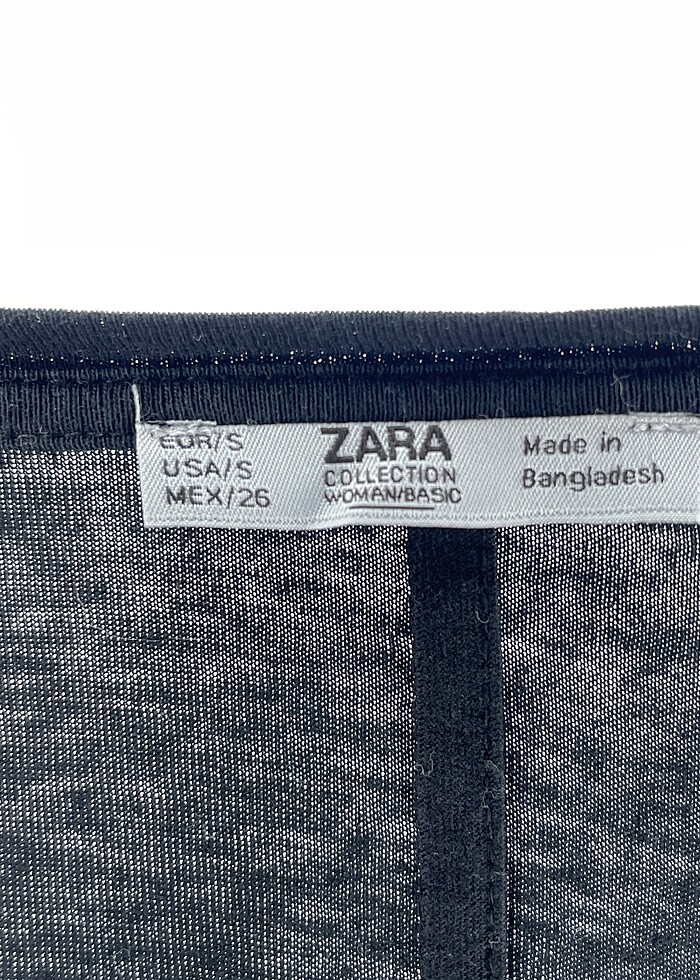 EUR/S
USA/S
MEX/26
ZARA
COLLECTION
WOMAN/BASIC
Made in
Bangladesh